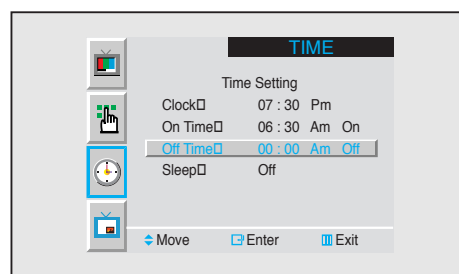 TIME
Time Setting
Clock□ 07 : 30 Pm
On Time□ 06 : 30 Am On
Off Time□ 00 : 00 Am Off
Sleep□ Off
Move Enter Exit